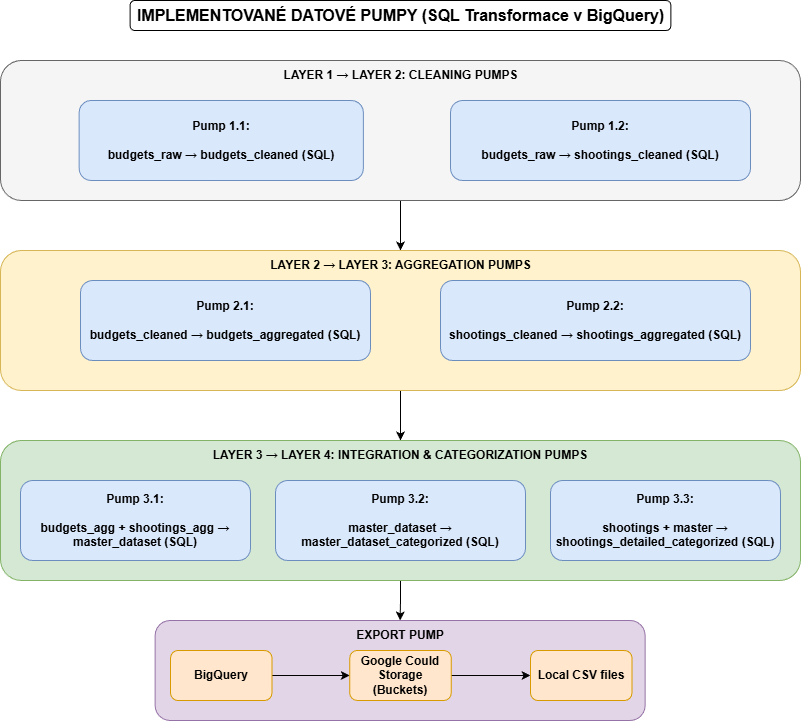 IMPLEMENTOVANÉ DATOVÉ PUMPY (SQL Transformace v BigQuery)
LAYER 1 → LAYER 2: CLEANING PUMPS
Pump 1.1:
budgets_raw → budgets_cleaned (SQL)
Pump 1.2:
budgets_raw → shootings_cleaned (SQL)
LAYER 2 → LAYER 3: AGGREGATION PUMPS
Pump 2.1:
budgets_cleaned → budgets_aggregated (SQL)
Pump 2.2:
shootings_cleaned → shootings_aggregated (SQL)
LAYER 3 → LAYER 4: INTEGRATION & CATEGORIZATION PUMPS
Pump 3.1:
budgets_agg + shootings_agg →
master_dataset (SQL)
Pump 3.2:
master_dataset →
master_dataset_categorized (SQL)
Pump 3.3:
shootings + master →
shootings_detailed_categorized (SQL)
EXPORT PUMP
BigQuery
Google Could
Storage
(Buckets)
Local CSV files